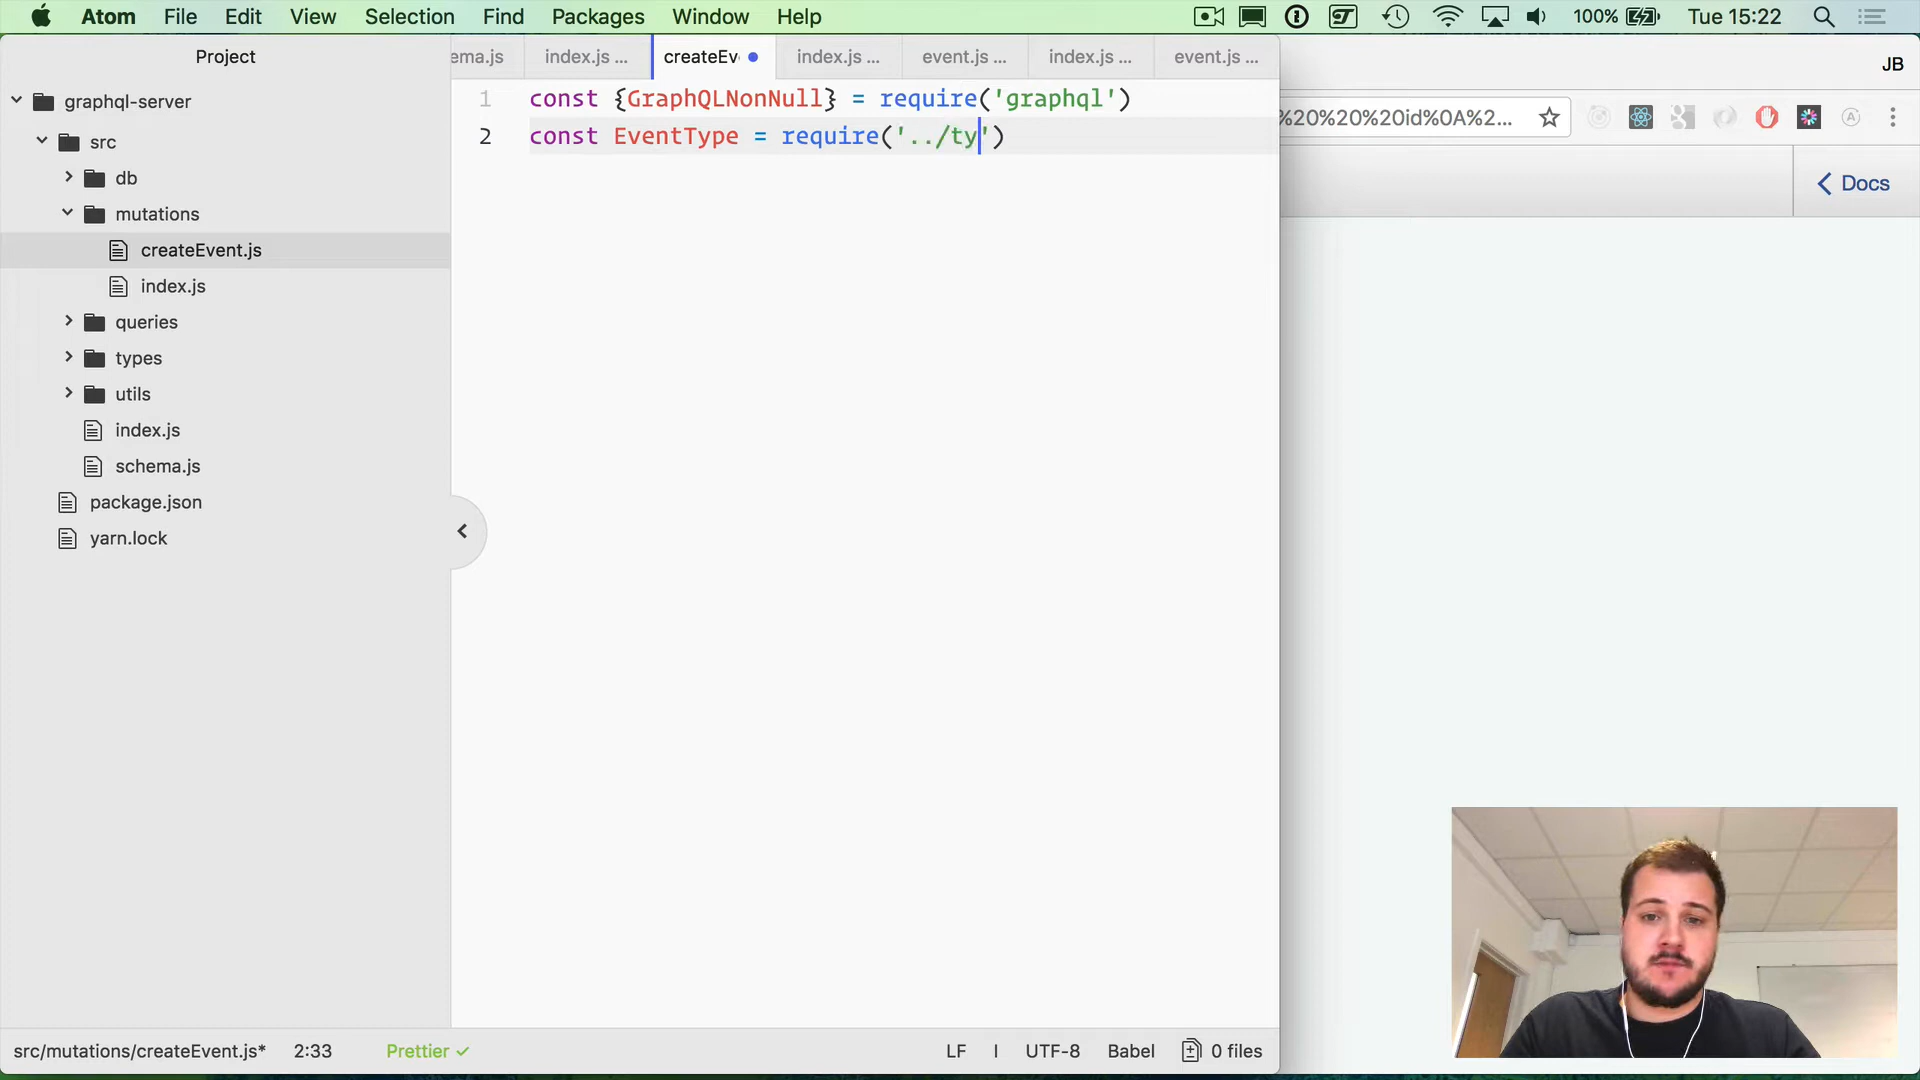 Atom File Edit View Selection Find Packages Window Help 100% Tue 15:22
Project
ema.js index.js ... createEv index.js ... event.js ... index.js ... event.js ...
JB
graphql-server
src
db
mutations
createEvent.js
index.js
queries
types
utils
index.js
schema.js
package.json
yarn.lock
1 const {GraphQLNonNull} = require('graphql')
2 const EventType = require('../ty')
%20%20%20id%0A%2...
Docs
src/mutations/createEvent.js* 2:33 Prettier ✓ LF I UTF-8 Babel 0 files